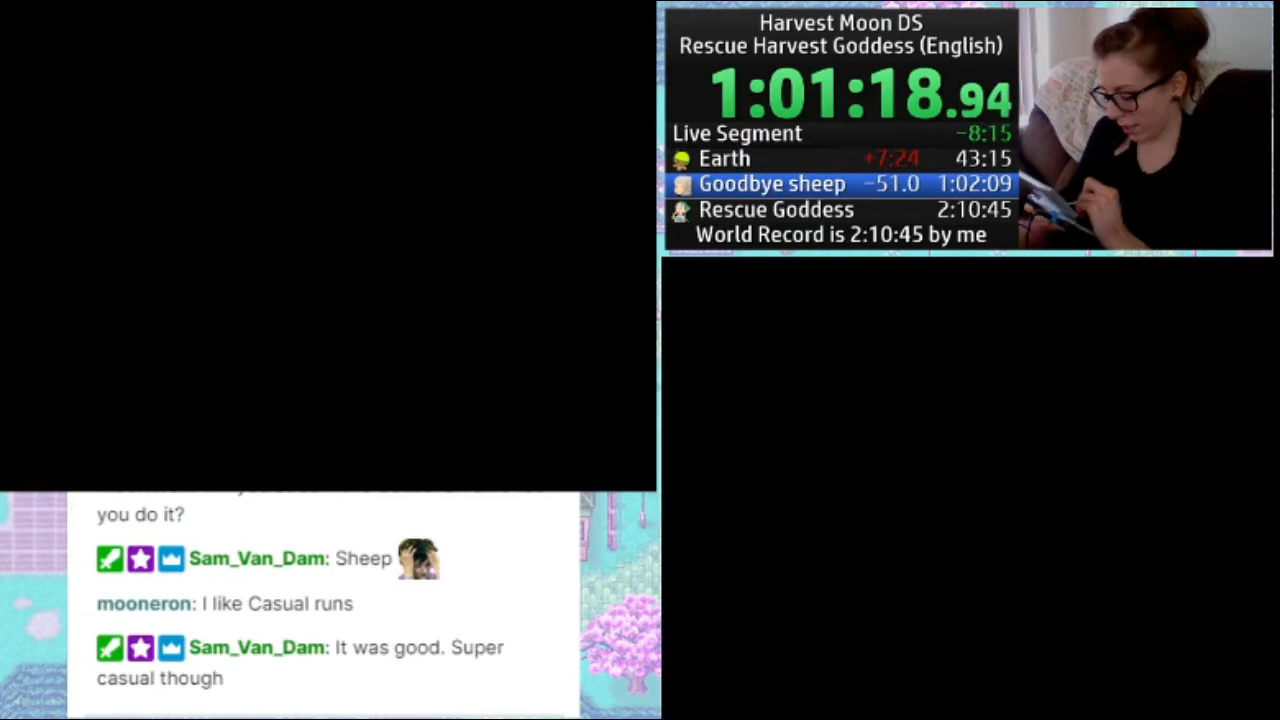 Harvest Moon DS
Rescue Harvest Goddess (English)
1:01:18.94
Live Segment -8:15
Earth +7:24 43:15
Goodbye sheep -51.0 1:02:09
Rescue Goddess 2:10:45
World Record is 2:10:45 by me
you do it?
Sam_Van_Dam: Sheep
mooneron: I like Casual runs
Sam_Van_Dam: It was good. Super
casual though